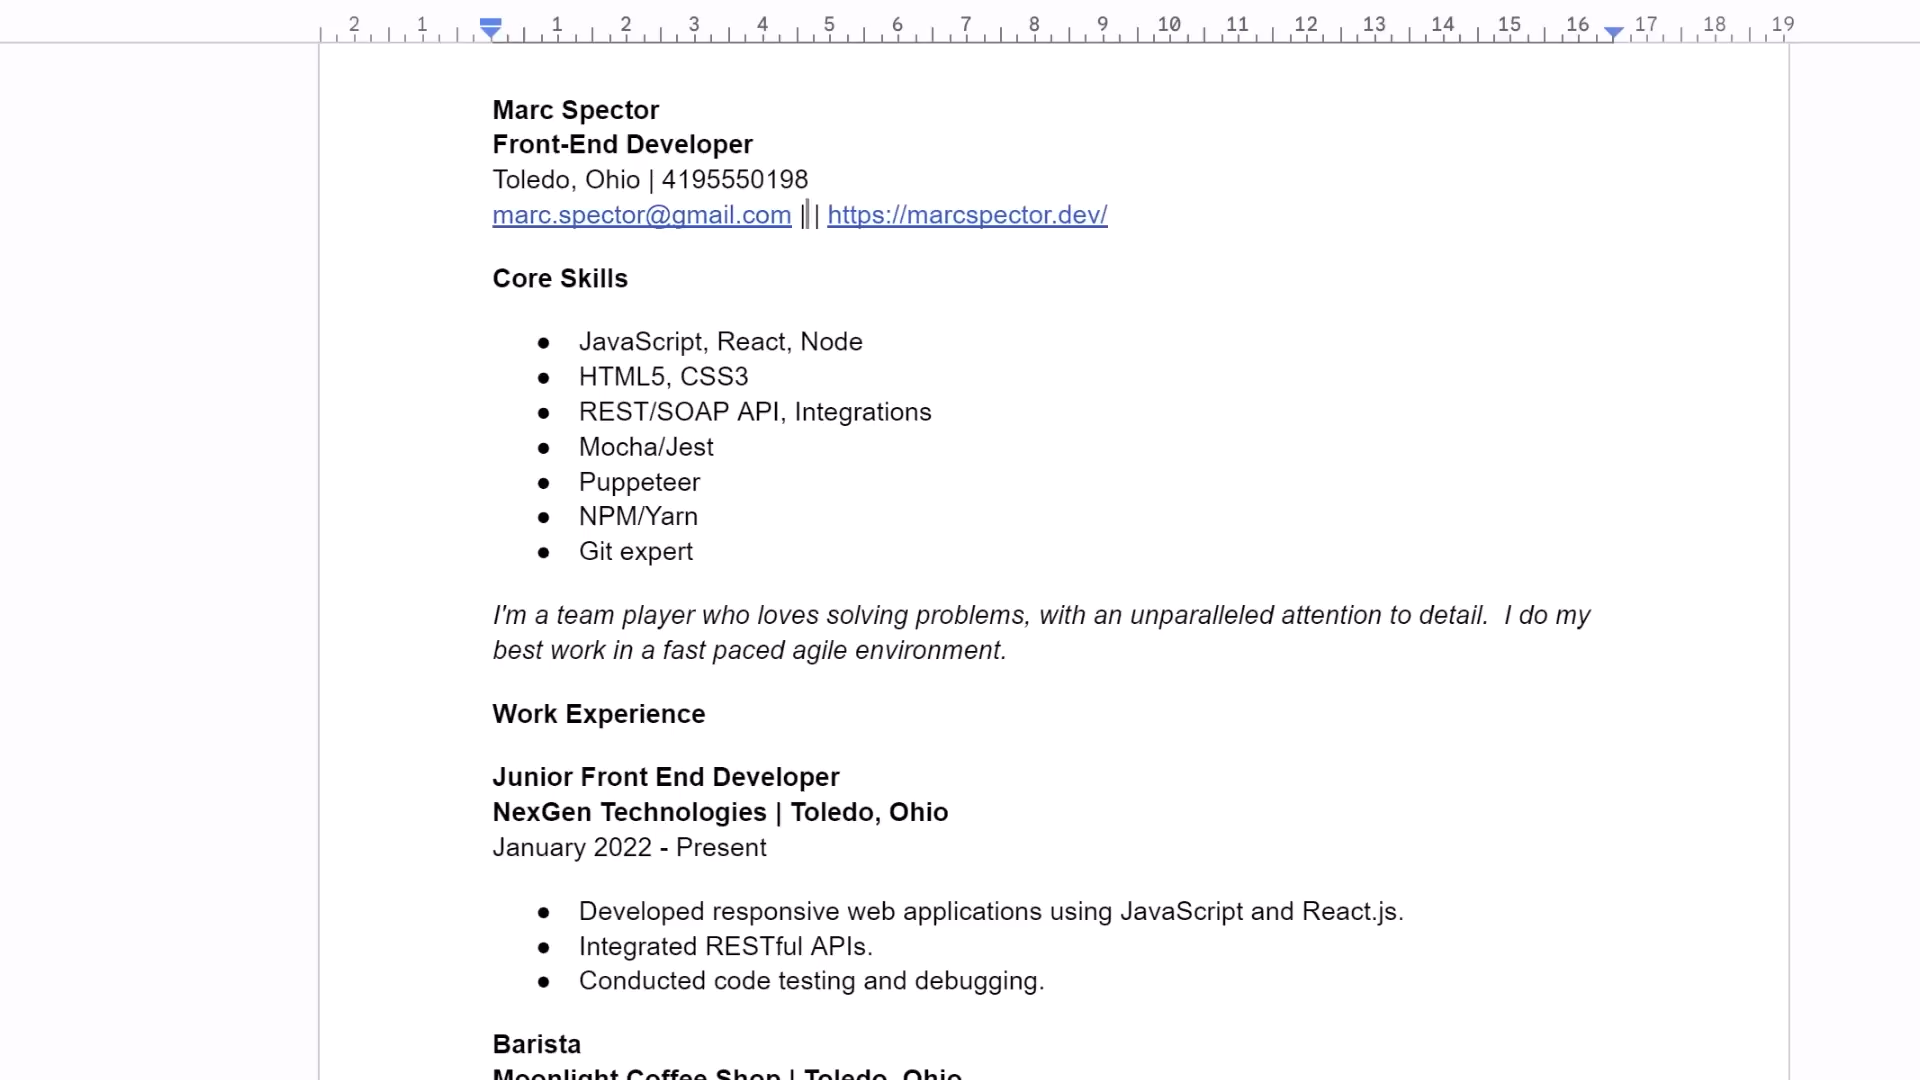 2 1 1 2 3 4 5 6 7 8 9 10 11 12 13 14 15 16 17 18 19
Marc Spector
Front-End Developer
Toledo, Ohio | 4195550198
marc.spector@gmail.com | | https://marcspector.dev/
Core Skills
● JavaScript, React, Node
● HTML5, CSS3
● REST/SOAP API, Integrations
● Mocha/Jest
● Puppeteer
● NPM/Yarn
● Git expert
I'm a team player who loves solving problems, with an unparalleled attention to detail.  I do my
best work in a fast paced agile environment.
Work Experience
Junior Front End Developer
NexGen Technologies | Toledo, Ohio
January 2022 - Present
● Developed responsive web applications using JavaScript and React.js.
● Integrated RESTful APIs.
● Conducted code testing and debugging.
Barista
Moonlight Coffee Shop | Toledo, Ohio